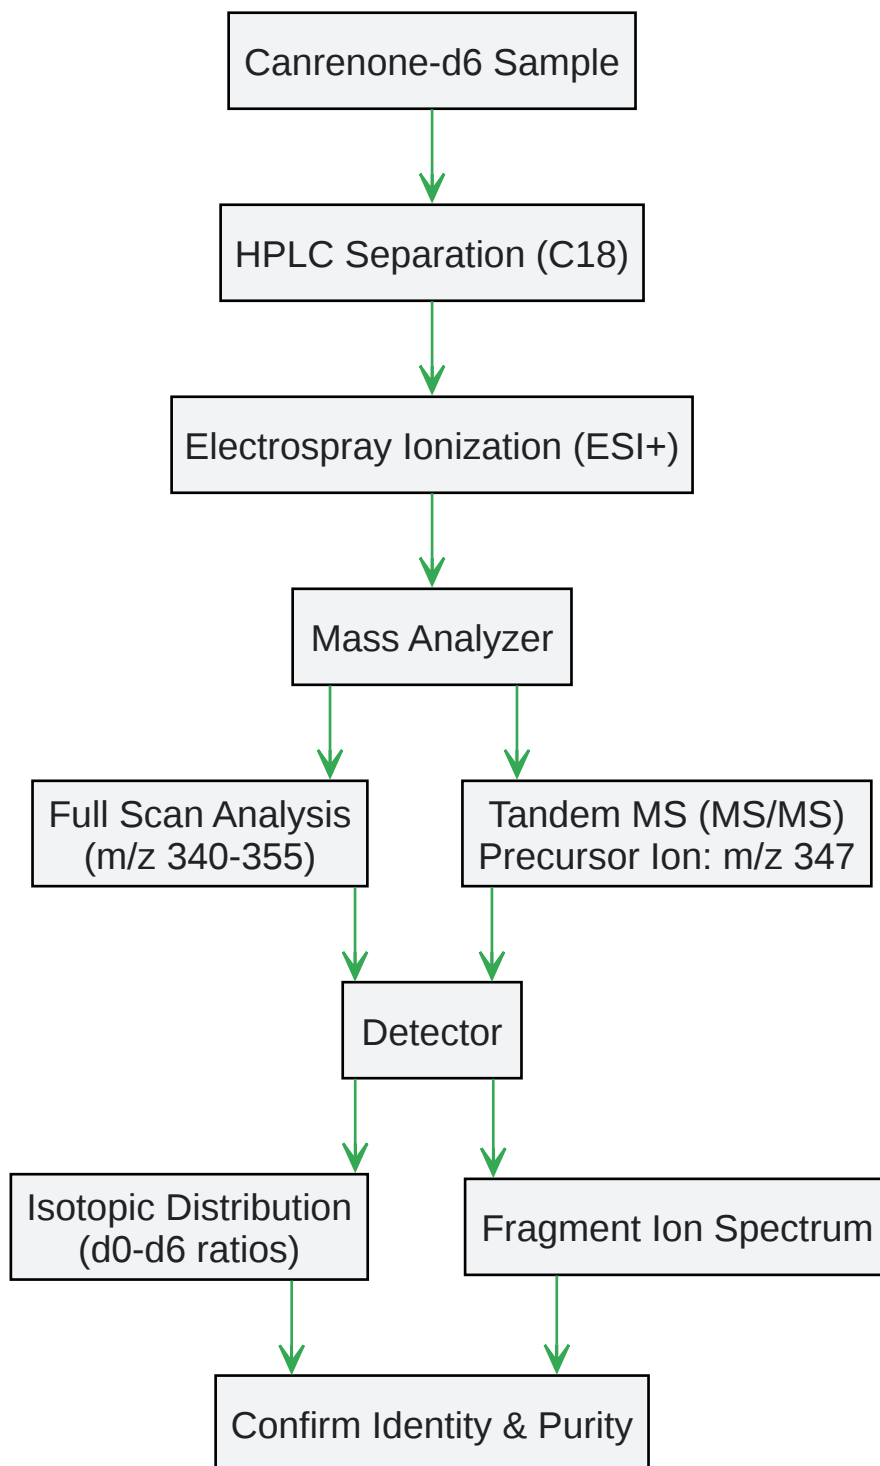 Canrenone-d6 Sample
HPLC Separation (C18)
Electrospray Ionization (ESI+)
Mass Analyzer
Full Scan Analysis
(m/z 340-355)
Tandem MS (MS/MS)
Precursor Ion: m/z 347
Detector
Isotopic Distribution
(d0-d6 ratios)
Fragment Ion Spectrum
Confirm Identity & Purity